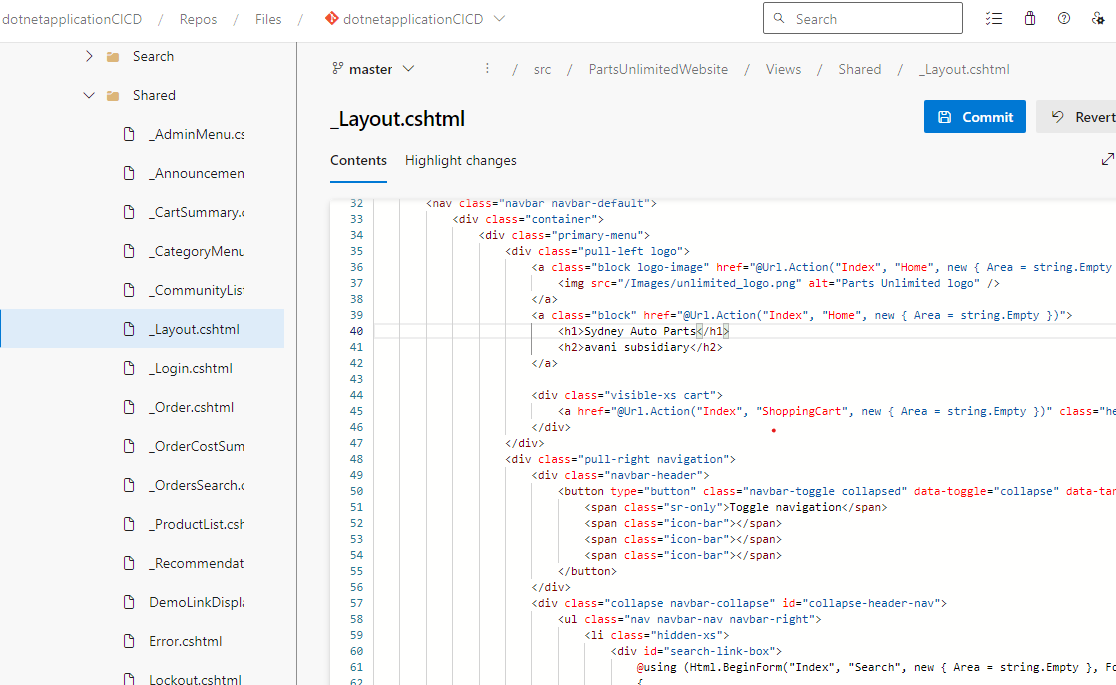 dotnetapplicationCICD / Repos / Files / dotnetapplicationCICD
Search
Search
Shared
_AdminMenu.cs
_Announcemen
_CartSummary.c
_CategoryMenu
_CommunityList
_Layout.cshtml
_Login.cshtml
_Order.cshtml
_OrderCostSum
_OrdersSearch.c
_ProductList.csh
_Recommendat
DemoLinkDispla
Error.cshtml
Lockout.cshtml
master
/ src / PartsUnlimitedWebsite / Views / Shared / _Layout.cshtml
_Layout.cshtml
Commit
Revert
Contents
Highlight changes
32 <nav class="navbar navbar-default">
33 <div class="container">
34 <div class="primary-menu">
35 <div class="pull-left logo">
36 <a class="block logo-image" href="@Url.Action("Index", "Home", new { Area = string.Empty
37 <img src="/Images/unlimited_logo.png" alt="Parts Unlimited logo" />
38 </a>
39 <a class="block" href="@Url.Action("Index", "Home", new { Area = string.Empty })">
40 <h1>Sydney Auto Parts</h1>
41 <h2>avani subsidiary</h2>
42 </a>
43
44 <div class="visible-xs cart">
45 <a href="@Url.Action("Index", "ShoppingCart", new { Area = string.Empty })" class="he
46 </div>
47 </div>
48 <div class="pull-right navigation">
49 <div class="navbar-header">
50 <button type="button" class="navbar-toggle collapsed" data-toggle="collapse" data-tar
51 <span class="sr-only">Toggle navigation</span>
52 <span class="icon-bar"></span>
53 <span class="icon-bar"></span>
54 <span class="icon-bar"></span>
55 </button>
56 </div>
57 <div class="collapse navbar-collapse" id="collapse-header-nav">
58 <ul class="nav navbar-nav navbar-right">
59 <li class="hidden-xs">
60 <div id="search-link-box">
61 @using (Html.BeginForm("Index", "Search", new { Area = string.Empty }, Fo
62 {